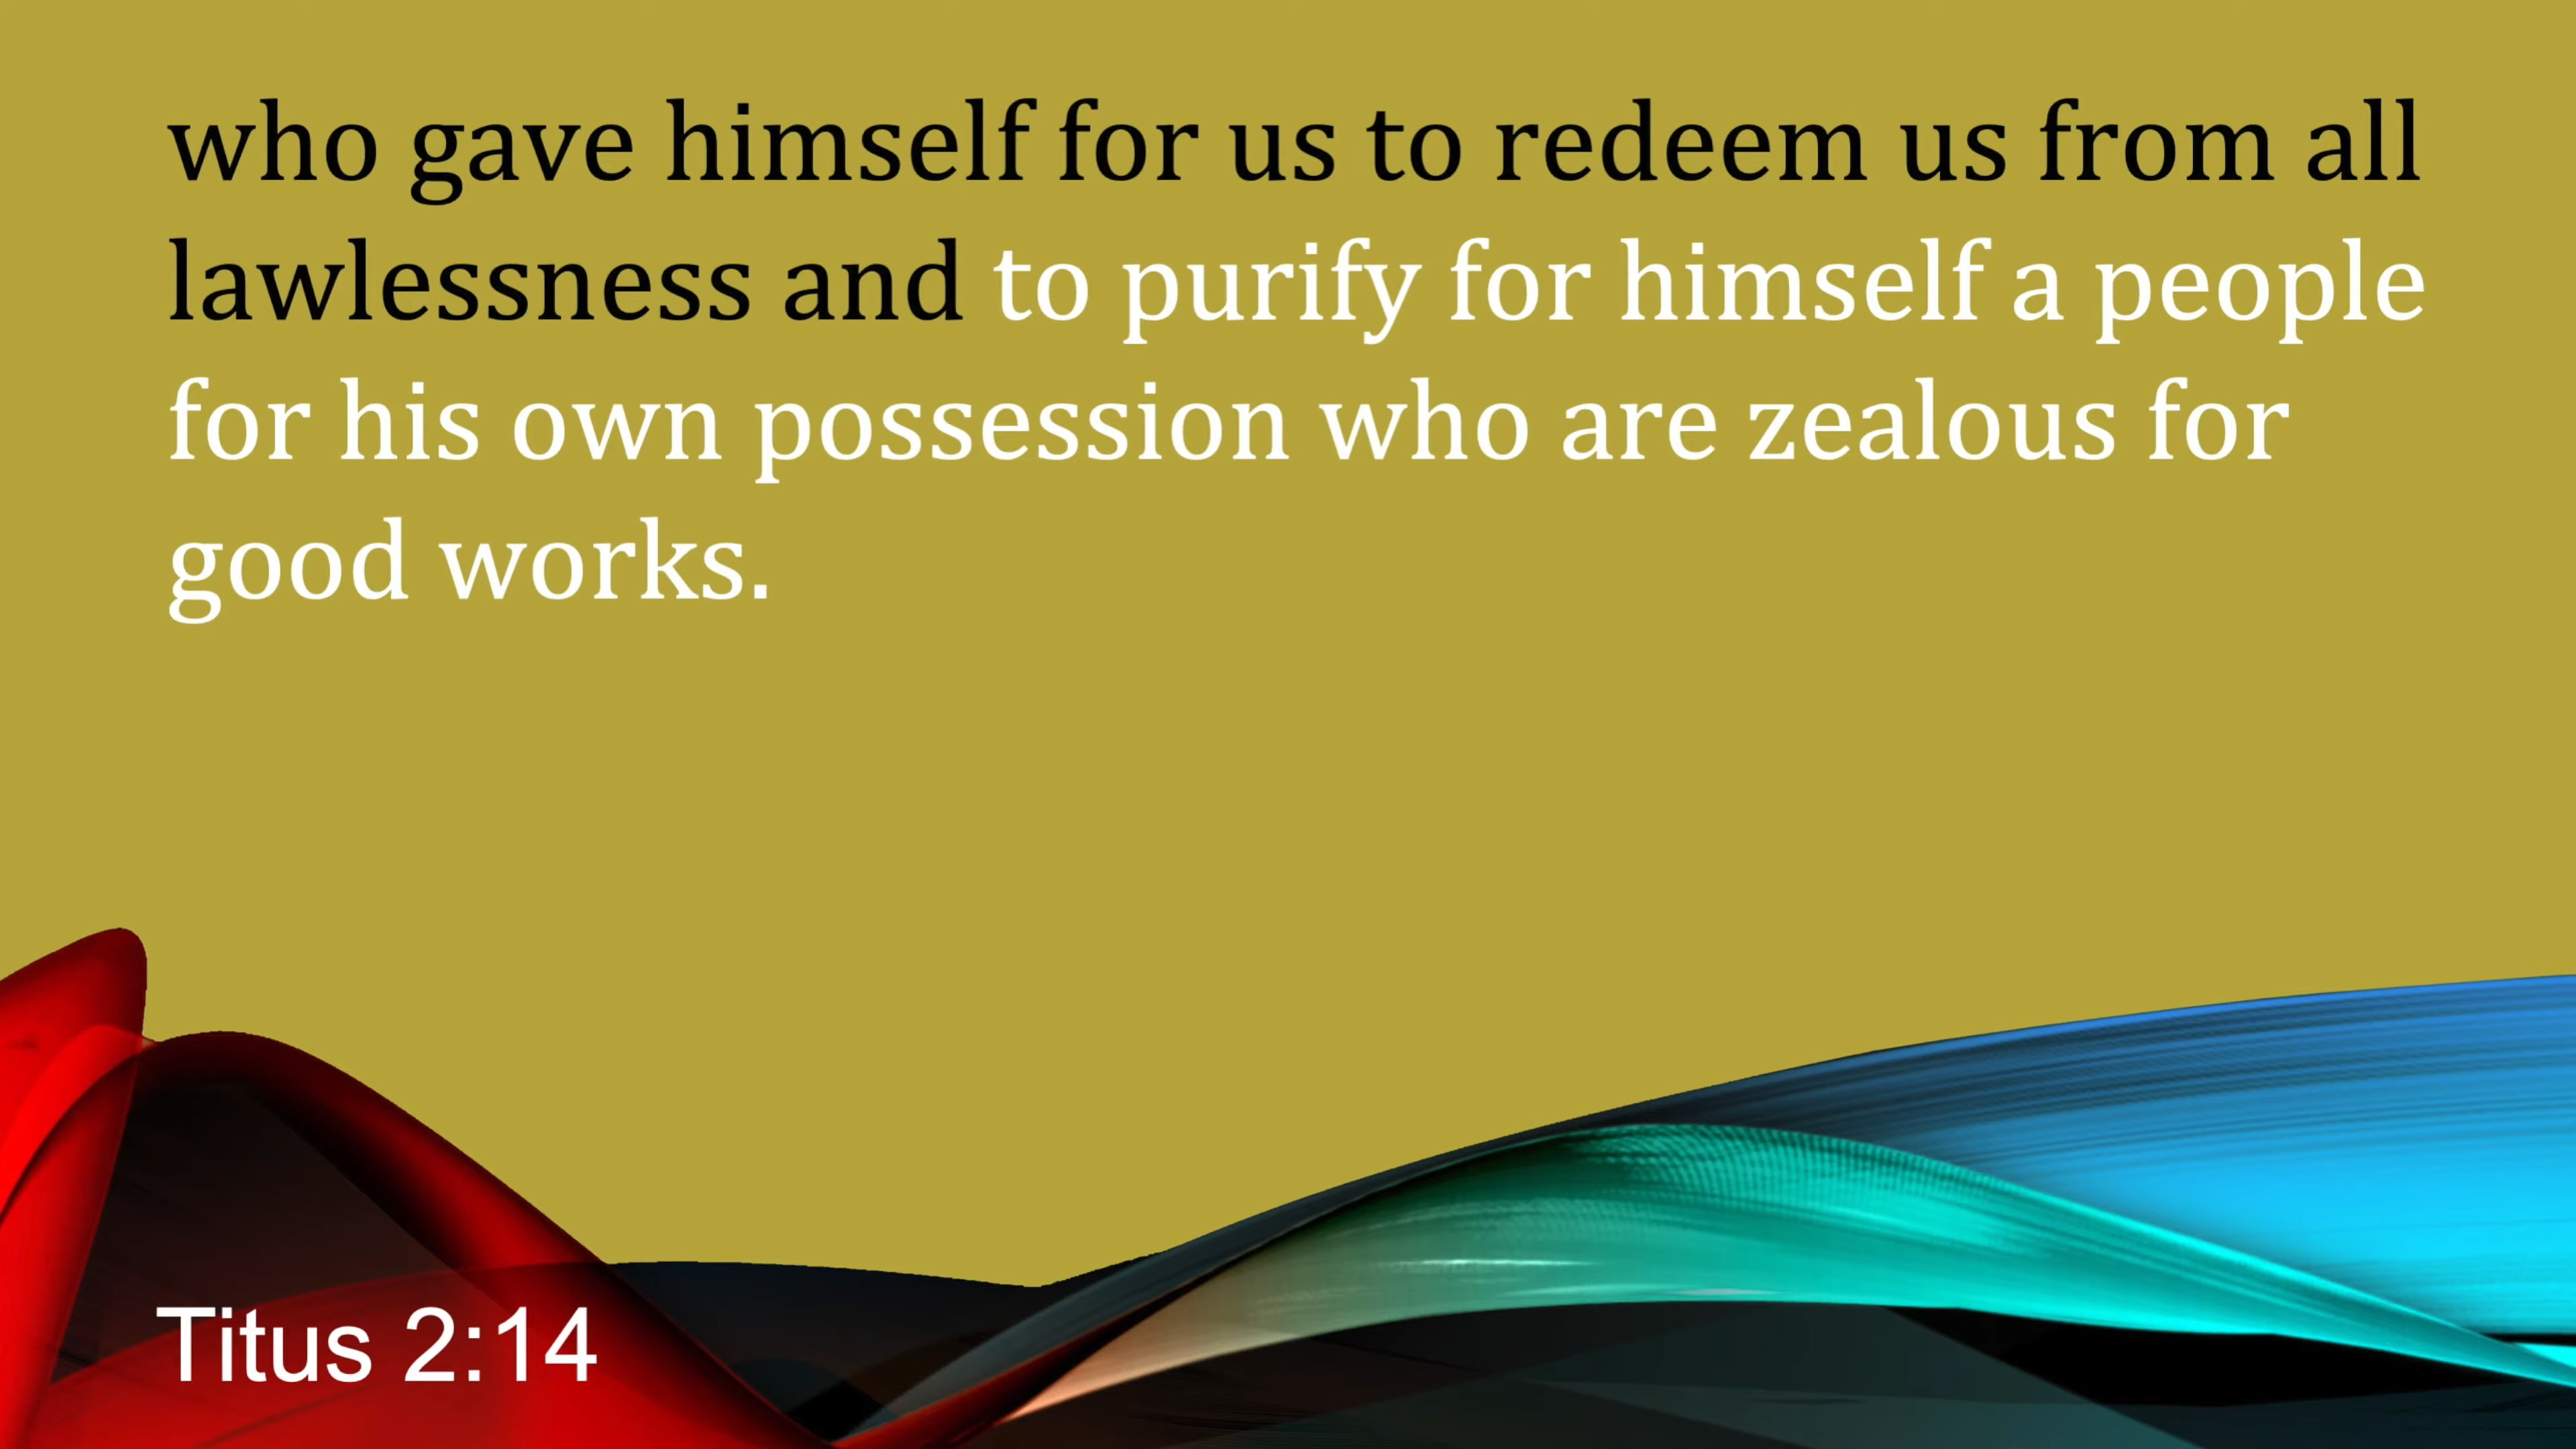 who gave himself for us to redeem us from all
lawlessness and to purify for himself a people
for his own possession who are zealous for
good works.
Titus 2:14